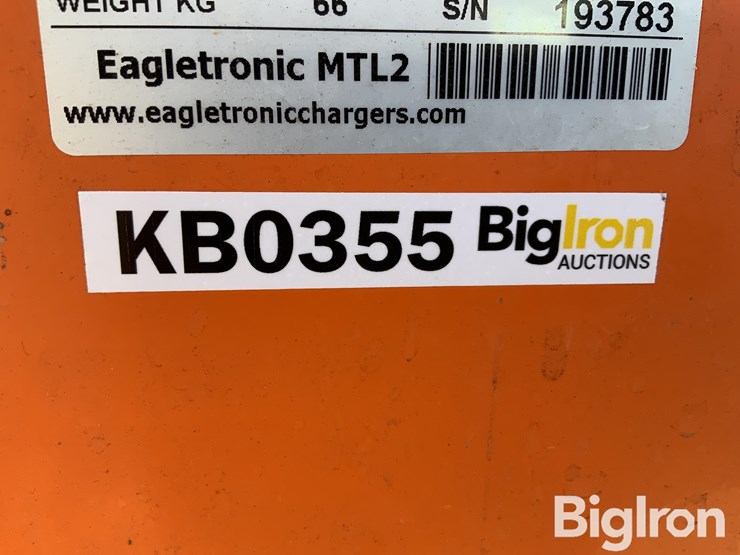 WEIGHT KG 66 S/N 193783
Eagletronic MTL2
www.eagletronicchargers.com
KB0355 BigIron
AUCTIONS
BigIron